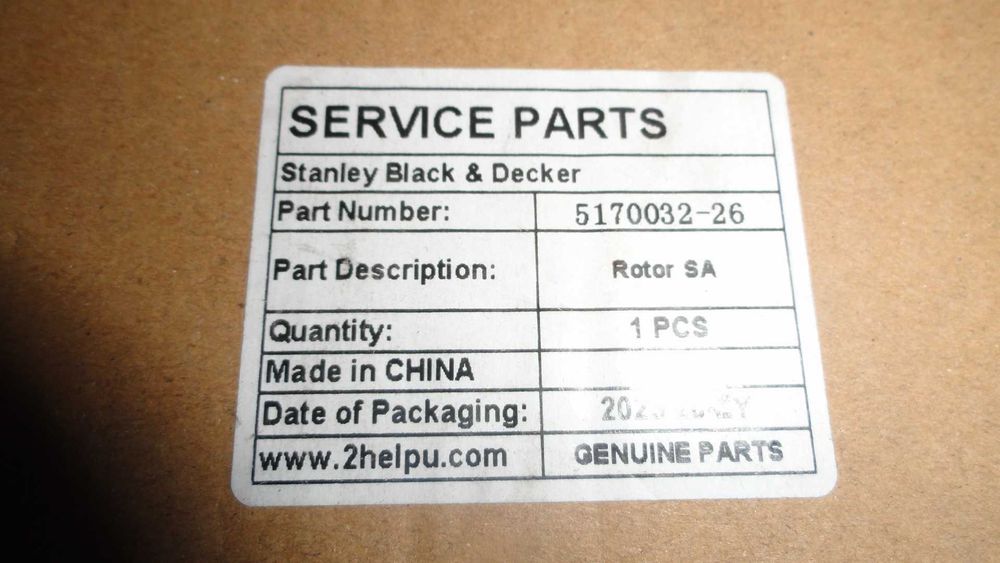 SERVICE PARTS
Stanley Black & Decker
Part Number: 5170032-26
Part Description: Rotor SA
Quantity: 1 PCS
Made in CHINA
Date of Packaging:
www.2helpu.com GENUINE PARTS